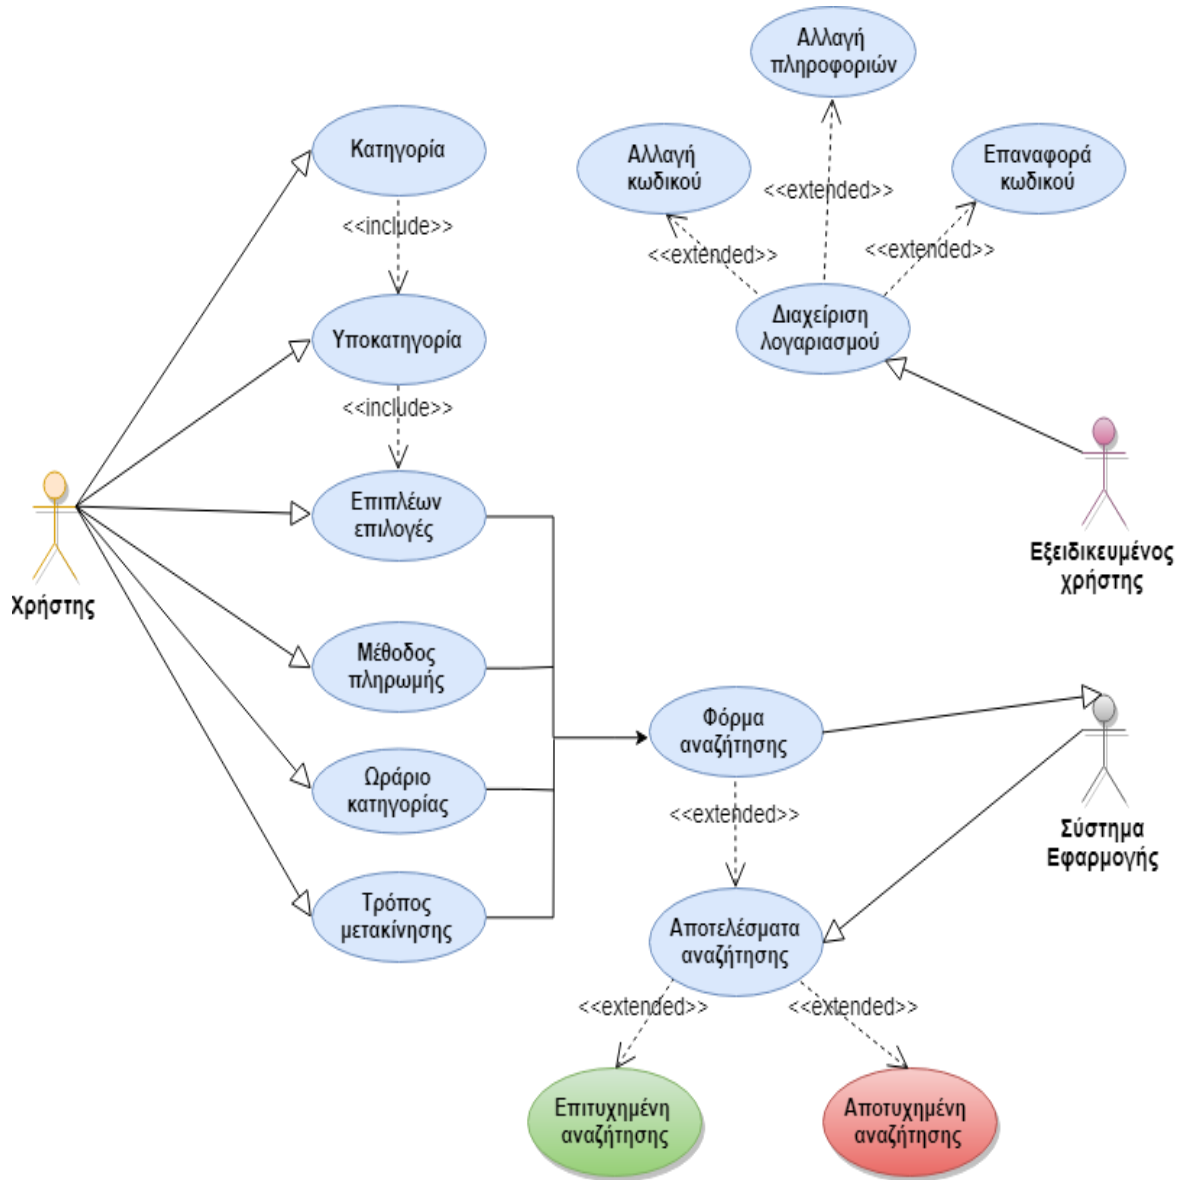 Αλλαγή
πληροφοριών
Κατηγορία
Αλλαγή
κωδικού
Επαναφορά
κωδικού
<<extended>>
<<include>>
<<extended>>
<<extended>>
Διαχείριση
λογαριασμού
Υποκατηγορία
<<include>>
Επιπλέων
επιλογές
Εξειδικευμένος
χρήστης
Χρήστης
Μέθοδος
πληρωμής
Φόρμα
αναζήτησης
Ωράριο
κατηγορίας
<<extended>>
Σύστημα
Εφαρμογής
Τρόπος
μετακίνησης
Αποτελέσματα
αναζήτησης
<<extended>>
<<extended>>
Επιτυχημένη
αναζήτησης
Αποτυχημένη
αναζήτησης